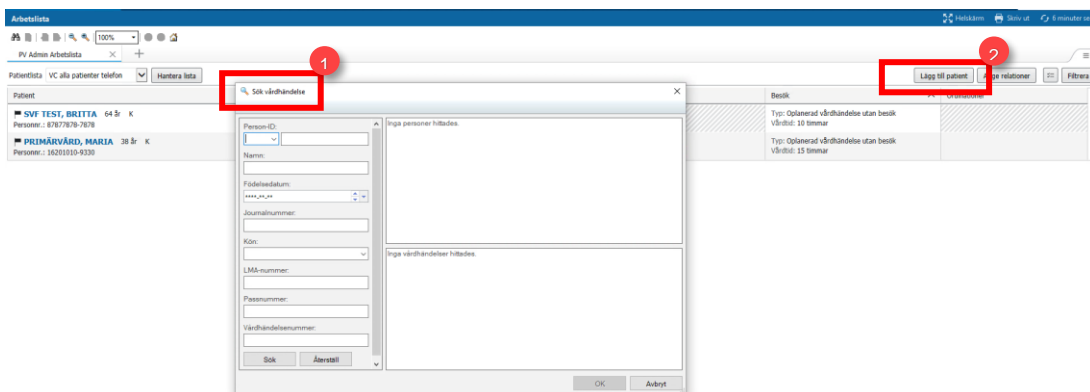 Arbetslista
Helskärm Skriv ut 6 minuter se
100%
PV Admin Arbetslista
Patientlista VC alla patienter telefon Hantera lista
Lägg till patient relationer Filtrera
1
2
Patient
Besök
SVF TEST, BRITTA 64 år K
Personnr.: 87877878-7878
Typ: Oplanerad vårdhändelse utan besök
Vårdtid: 10 timmar
PRIMÄRVÅRD, MARIA 38 år K
Personnr.: 16201010-9330
Typ: Oplanerad vårdhändelse utan besök
Vårdtid: 15 timmar
Sök vårdhändelse
Person-ID:
Namn:
Födelsedatum:
****-**-**
Journalnummer:
Kön:
LMA-nummer:
Passnummer:
Vårdhändelsenummer:
Sök Återställ
Inga personer hittades.
Inga vårdhändelser hittades.
OK Avbryt